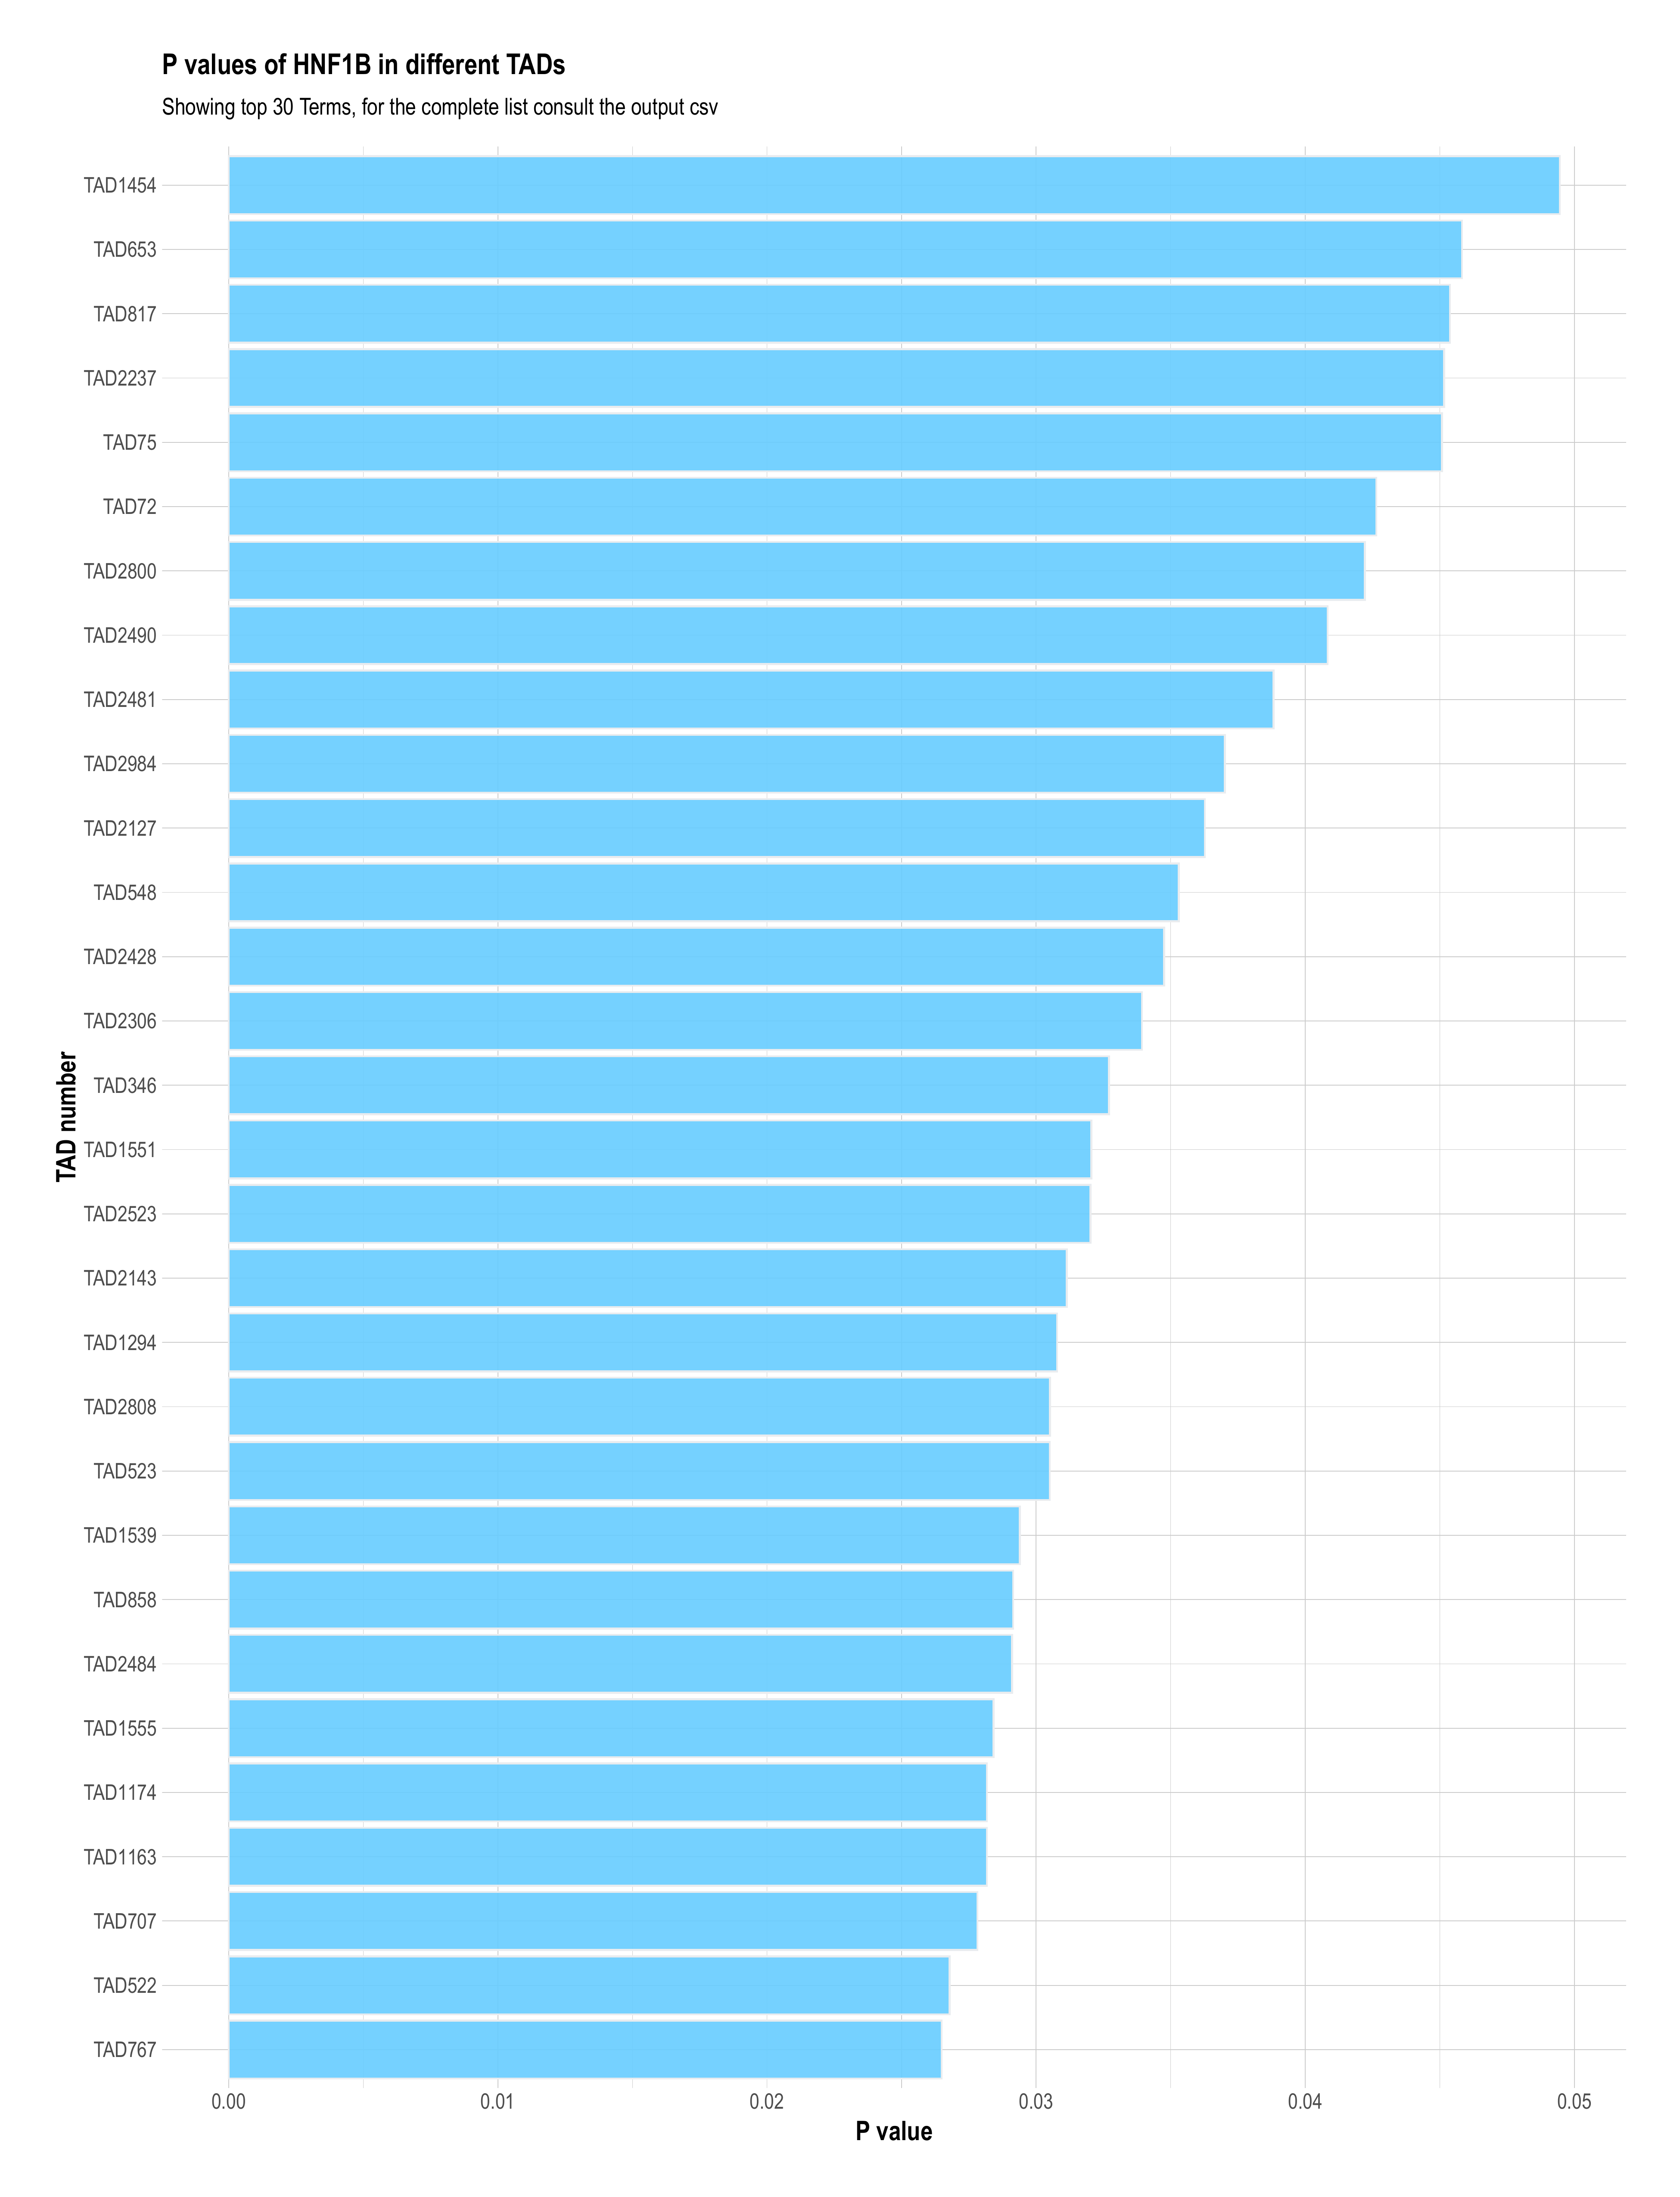 P values of HNF1B in different TADs
Showing top 30 Terms, for the complete list consult the output csv
TAD1454
TAD653
TAD817
TAD2237
TAD75
TAD72
TAD2800
TAD2490
TAD2481
TAD2984
TAD2127
TAD548
TAD2428
TAD2306
TAD346
TAD1551
TAD2523
TAD2143
TAD1294
TAD2808
TAD523
TAD1539
TAD858
TAD2484
TAD1555
TAD1174
TAD1163
TAD707
TAD522
TAD767
TAD number
0.00 0.01 0.02 0.03 0.04 0.05
P value